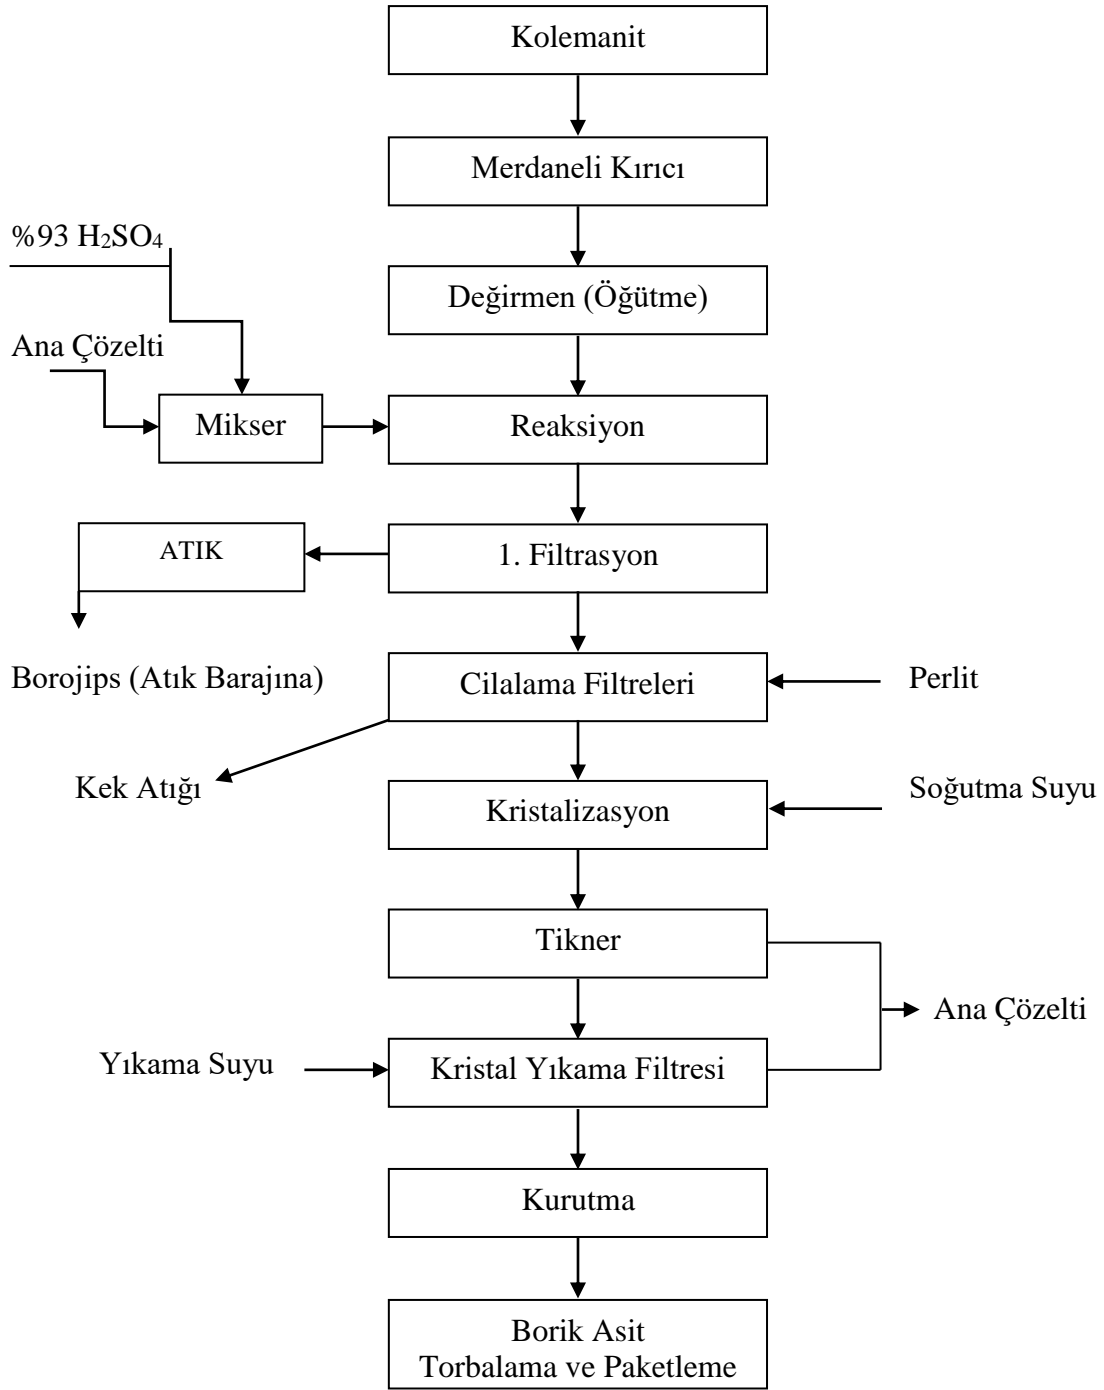 Kolemanit
Merdaneli Kırıcı
%93 H₂SO₄
Değirmen (Öğütme)
Ana Çözelti
Mikser
Reaksiyon
ATIK
1. Filtrasyon
Borojips (Atık Barajına)
Cilalama Filtreleri
Perlit
Kek Atığı
Kristalizasyon
Soğutma Suyu
Tikner
Ana Çözelti
Yıkama Suyu
Kristal Yıkama Filtresi
Kurutma
Borik Asit
Torbalama ve Paketleme